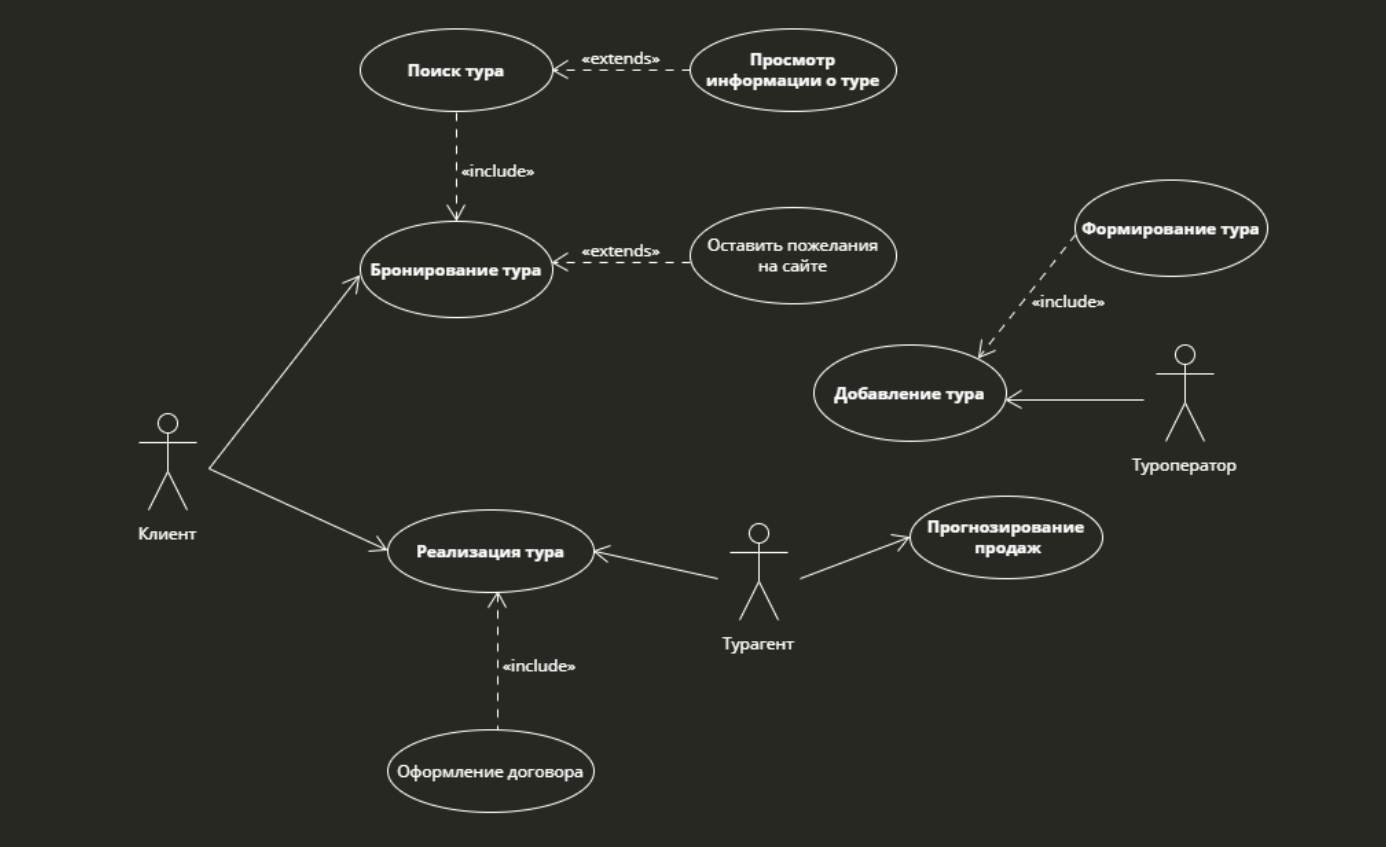 Поиск тура
«extends»
Просмотр
информации о туре
«include»
Бронирование тура
«extends»
Оставить пожелания
на сайте
Формирование тура
«include»
Добавление тура
Туроператор
Клиент
Реализация тура
Турагент
Прогнозирование
продаж
«include»
Оформление договора